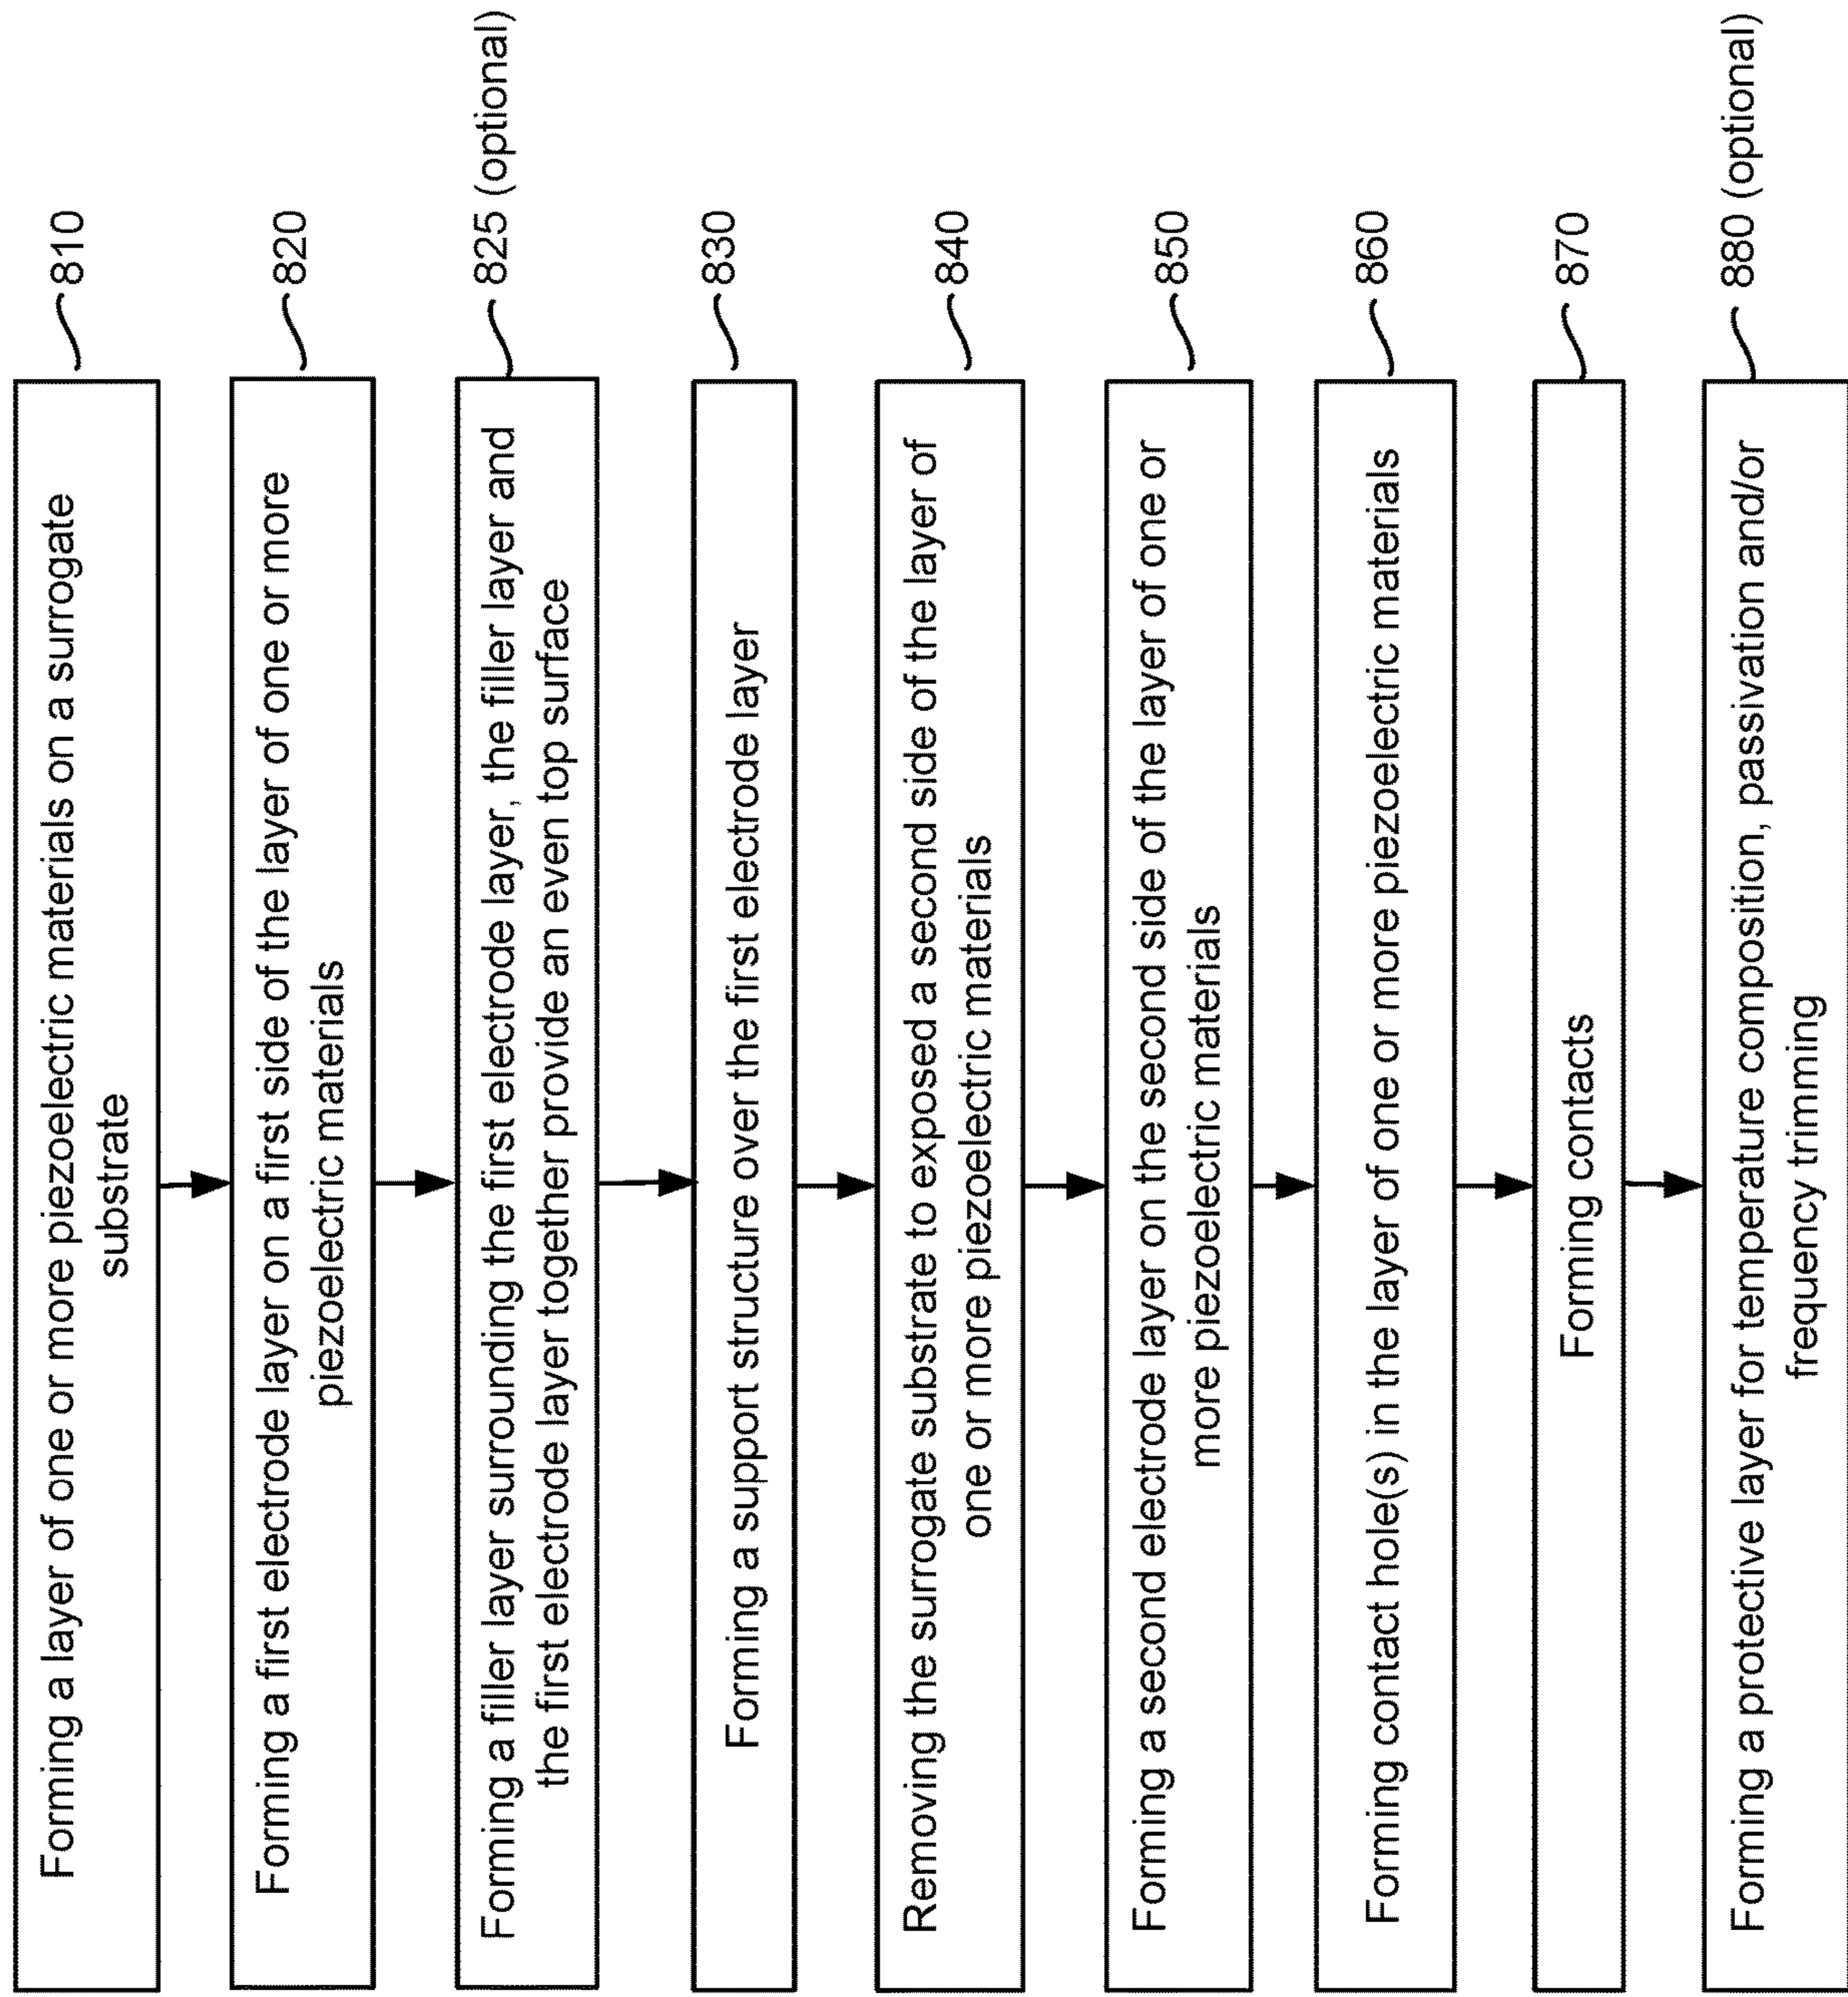 Forming a layer of one or more piezoelectric materials on a surrogate
substrate
810
Forming a first electrode layer on a first side of the layer of one or more
piezoelectric materials
820
Forming a filler layer surrounding the first electrode layer, the filler layer and
the first electrode layer together provide an even top surface
825 (optional)
Forming a support structure over the first electrode layer
830
Removing the surrogate substrate to exposed a second side of the layer of
one or more piezoelectric materials
840
Forming a second electrode layer on the second side of the layer of one or
more piezoelectric materials
850
Forming contact hole(s) in the layer of one or more piezoelectric materials
860
Forming contacts
870
Forming a protective layer for temperature composition, passivation and/or
frequency trimming
880 (optional)